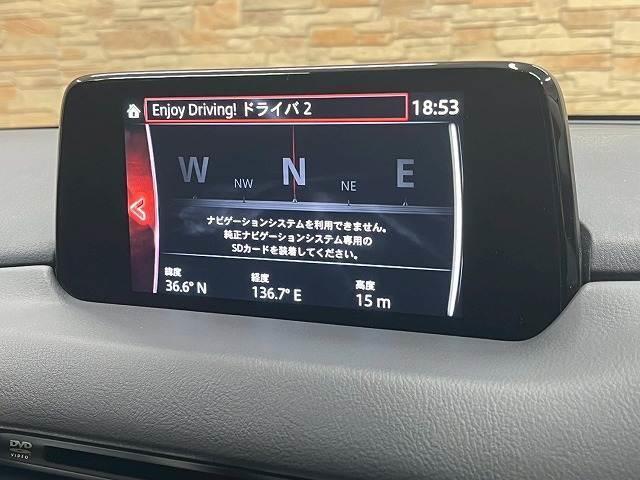 Enjoy Driving! ドライバ 2
18:53
W NW N NE E
ナビゲーションシステムを利用できません。
純正ナビゲーションシステム専用の
SDカードを装着してください。
緯度 経度 高度
36.6° N 136.7° E 15 m
DVD
VIDEO